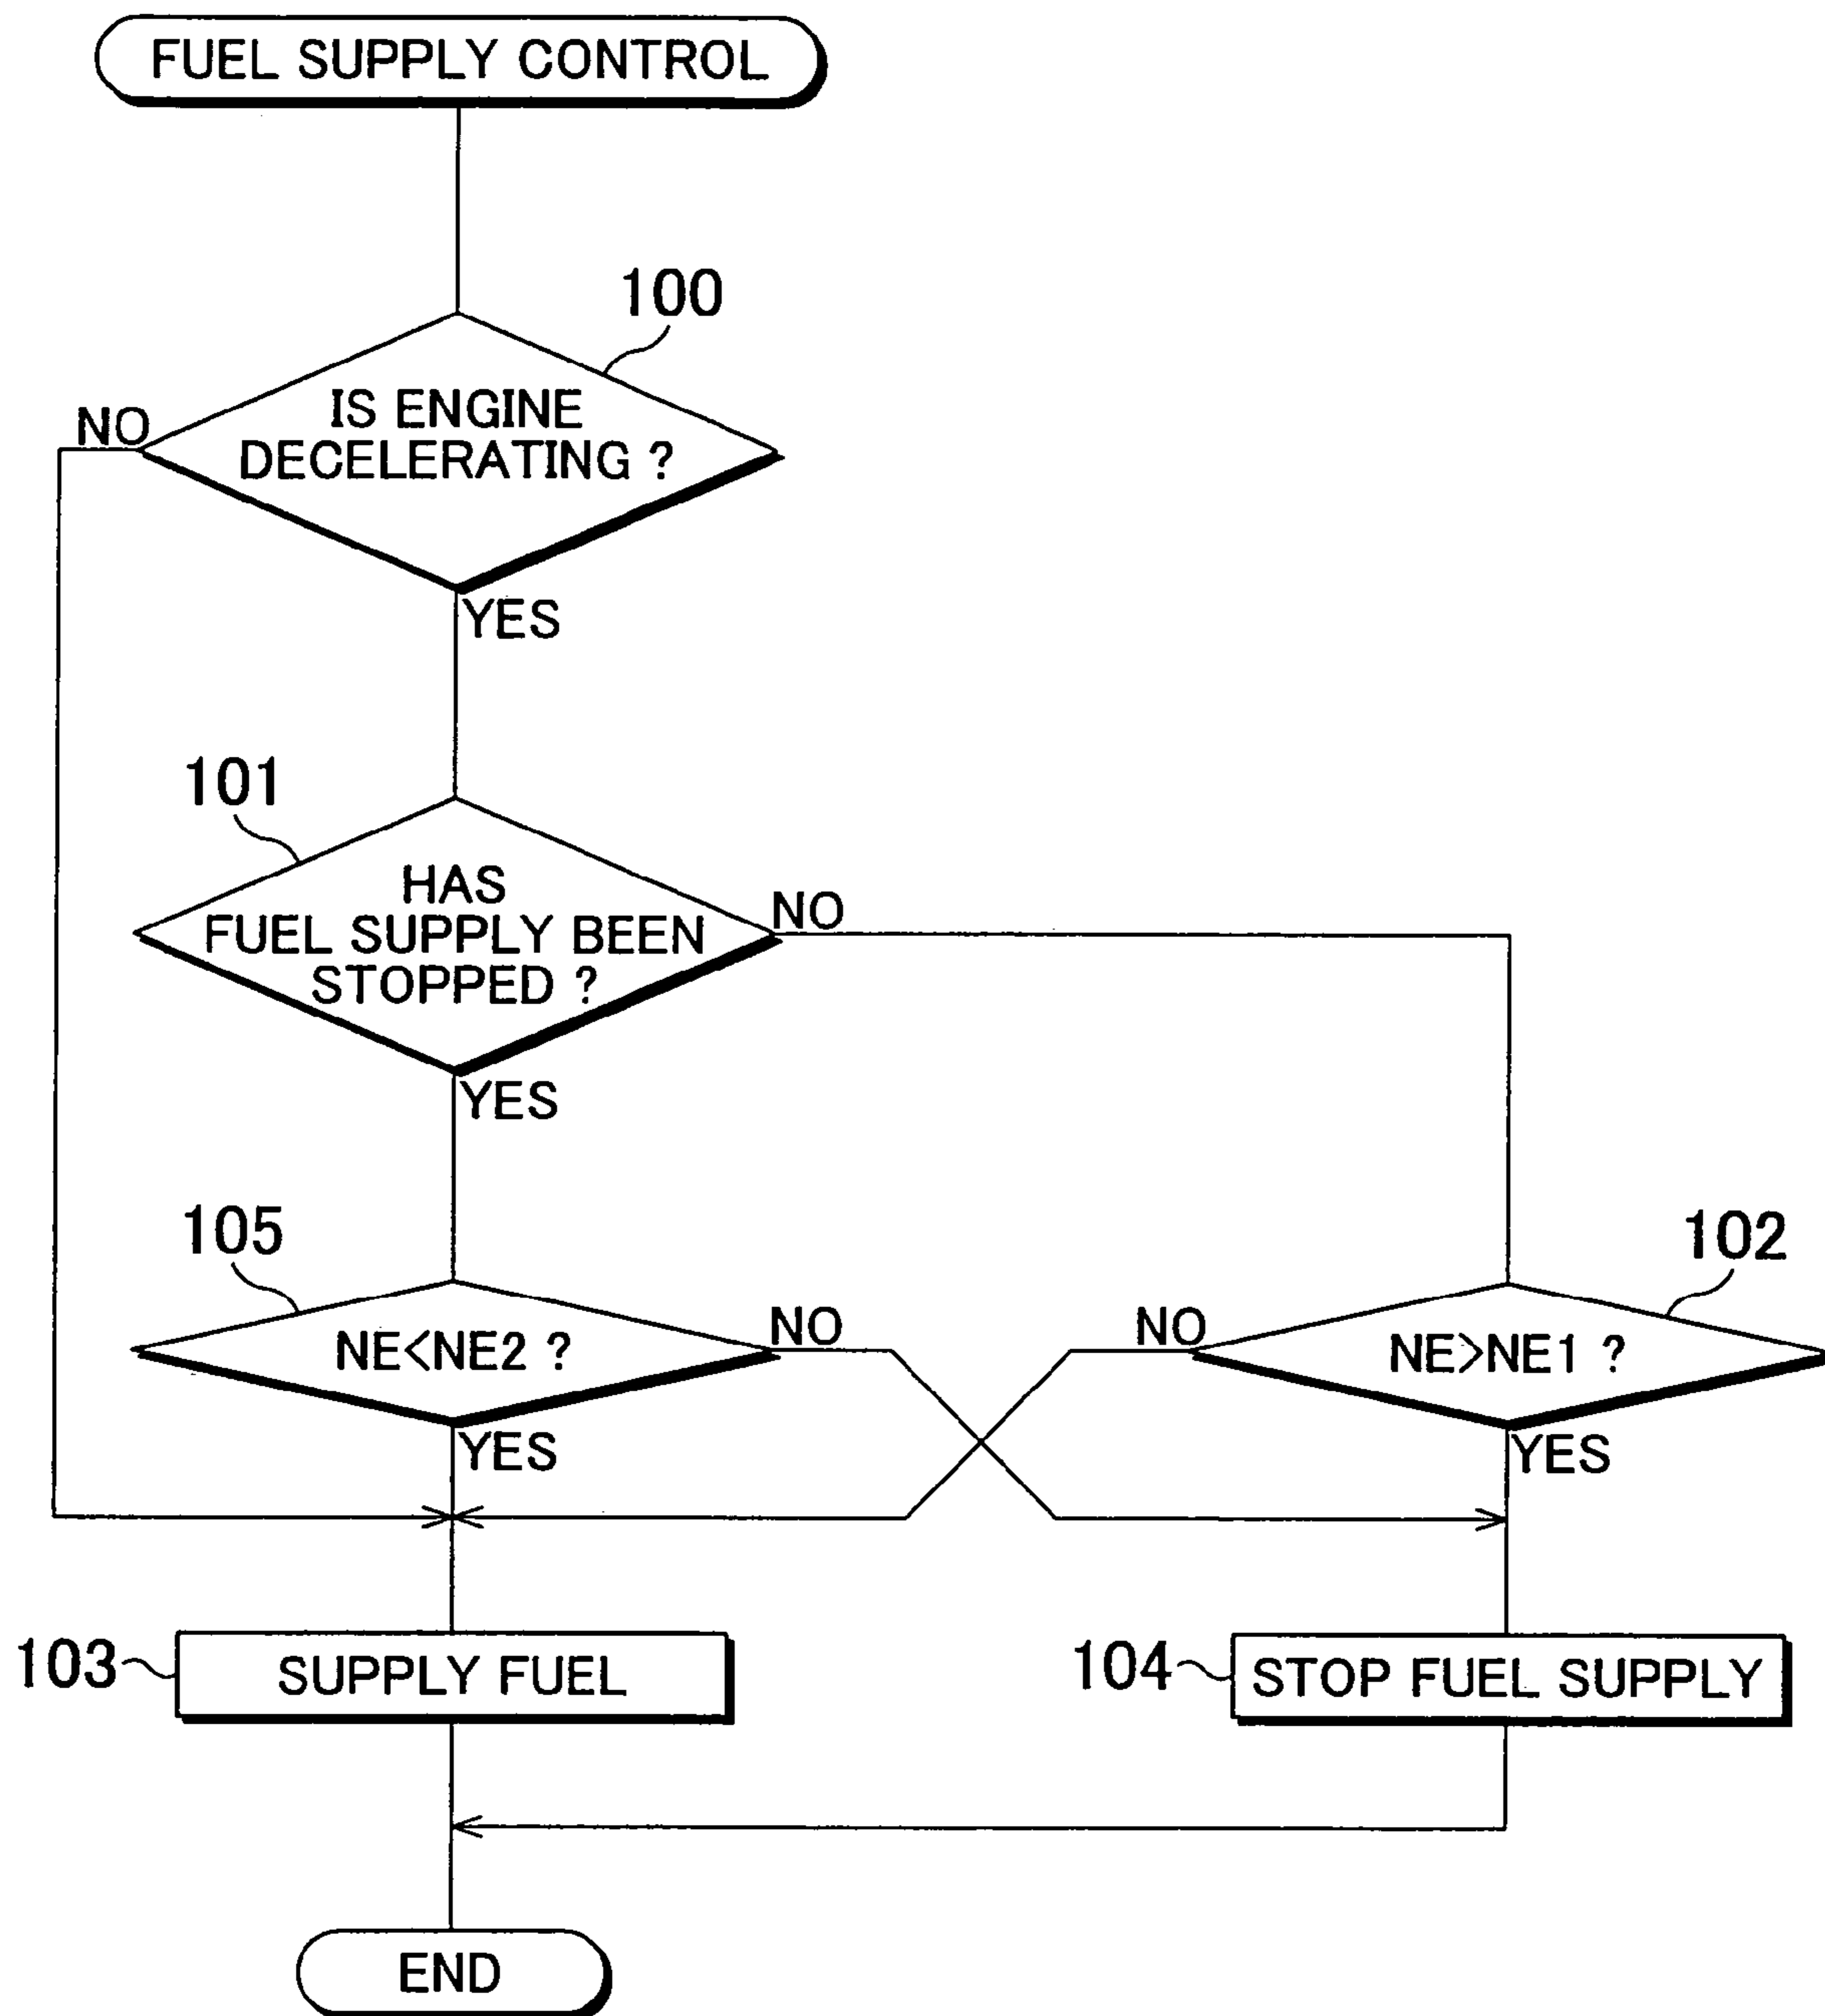 FUEL SUPPLY CONTROL
100
IS ENGINE
DECELERATING ?
NO
YES
101
HAS
FUEL SUPPLY BEEN
STOPPED ?
NO
YES
105
NE<NE2 ?
NO
YES
102
NE>NE1 ?
NO
YES
103
SUPPLY FUEL
104
STOP FUEL SUPPLY
END